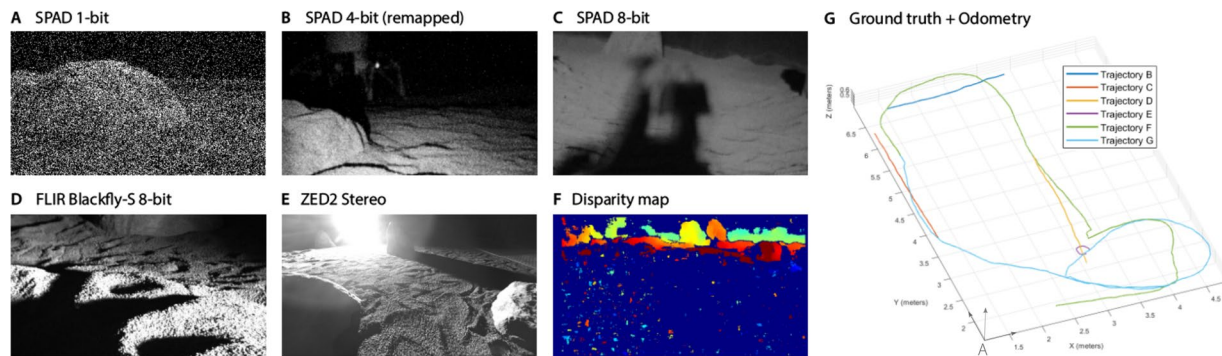 A SPAD 1-bit
B SPAD 4-bit (remapped)
C SPAD 8-bit
D FLIR Blackfly-S 8-bit
E ZED2 Stereo
F Disparity map
G Ground truth + Odometry
Trajectory B
Trajectory C
Trajectory D
Trajectory E
Trajectory F
Trajectory G
Z (meters)
6.5
6
5.5
5
4.5
4
3.5
3
2.5
2
Y (meters)
A
1.5
2
2.5
3
3.5
4
4.5
X (meters)